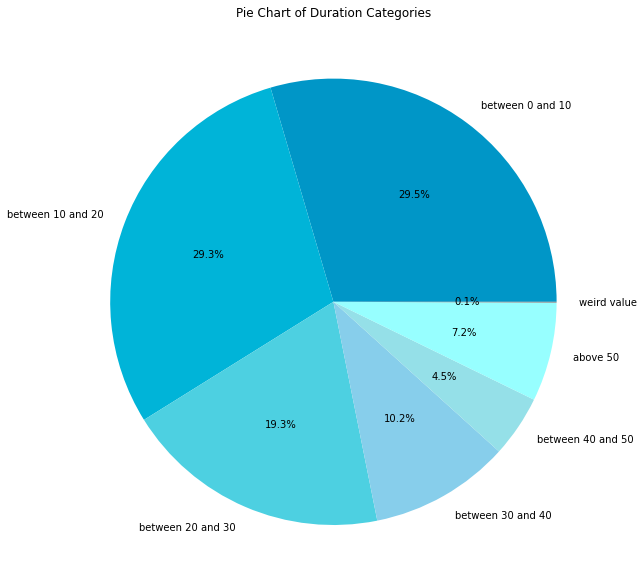 Pie Chart of Duration Categories
between 0 and 10
29.5%
between 10 and 20
29.3%
weird value
0.1%
7.2%
above 50
4.5%
between 40 and 50
10.2%
19.3%
between 30 and 40
between 20 and 30